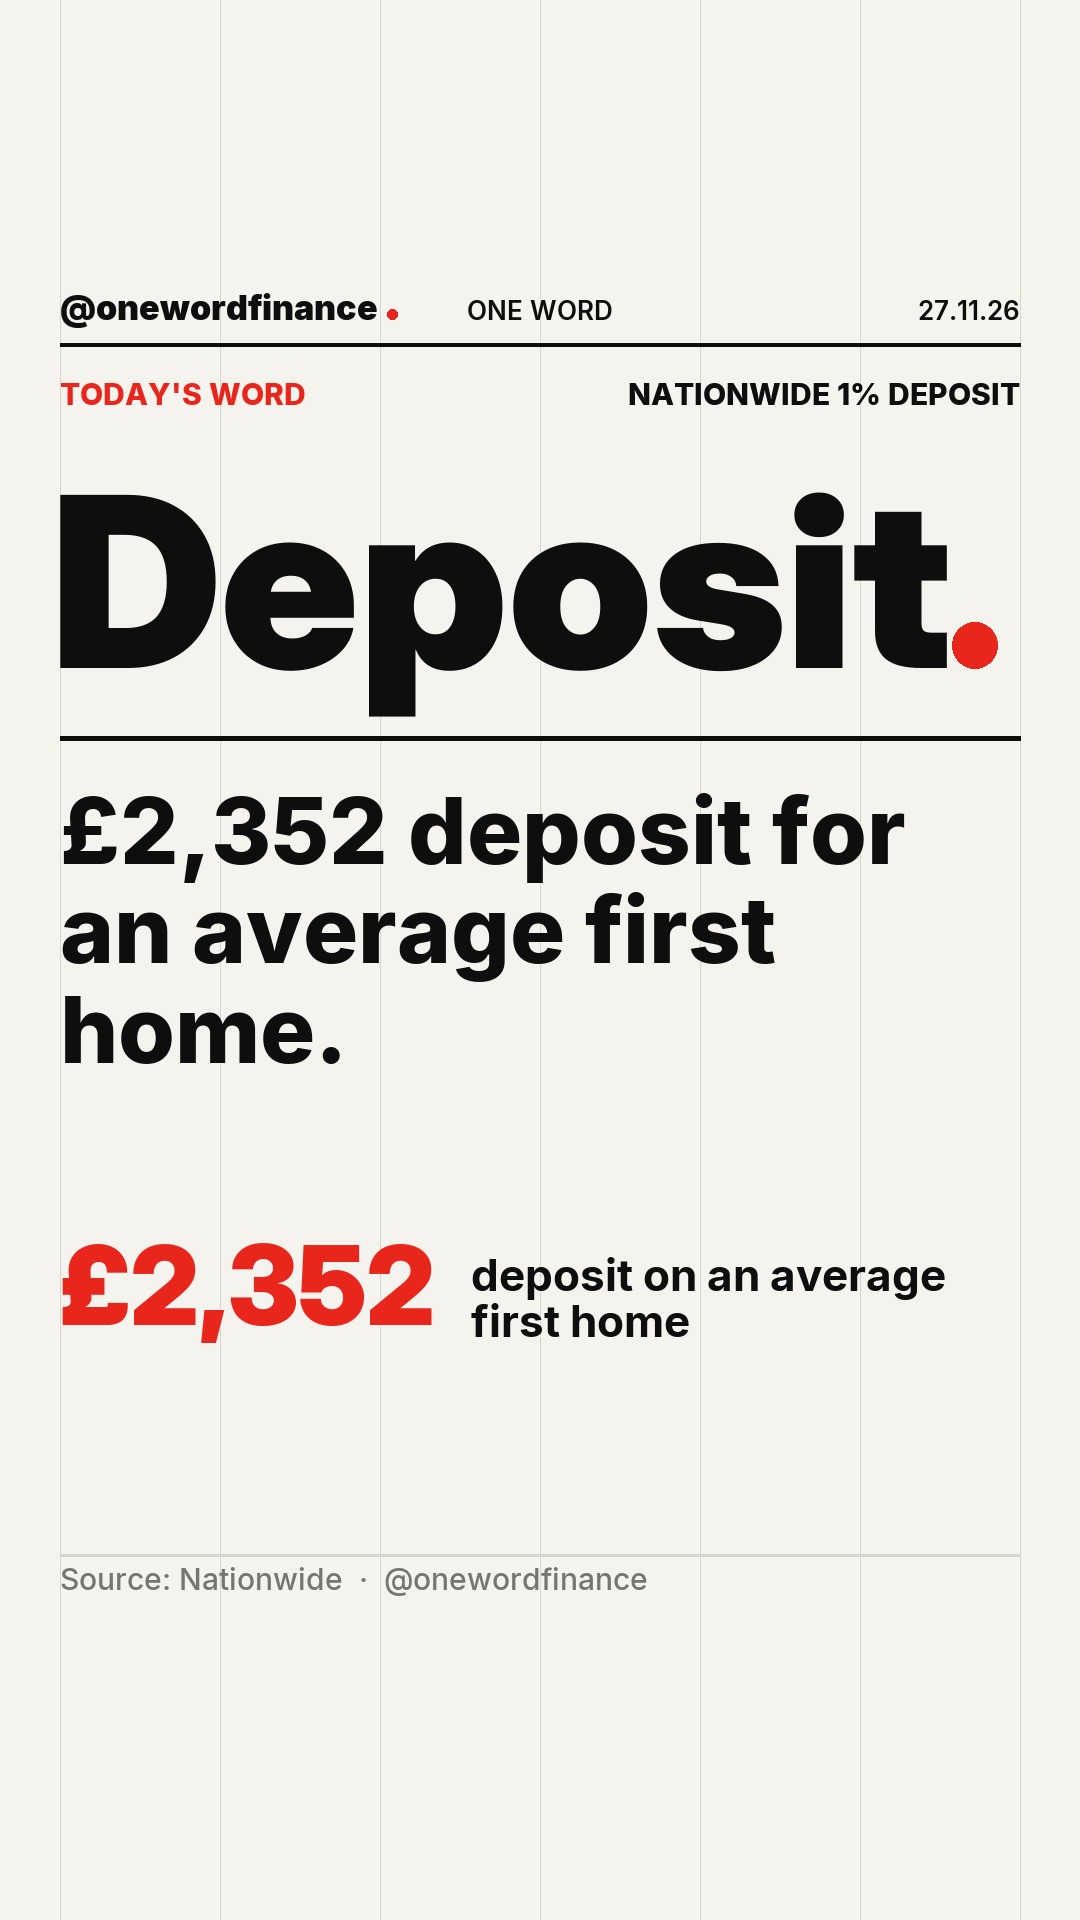 @onewordfinance
ONE WORD
27.11.26
TODAY'S WORD
NATIONWIDE 1% DEPOSIT
Deposit.
£2,352 deposit for
an average first
home.
£2,352
deposit on an average
first home
Source: Nationwide · @onewordfinance